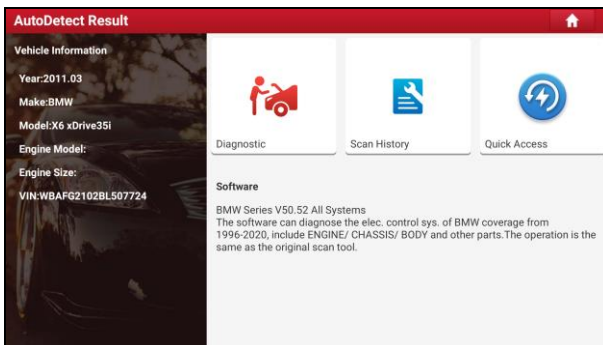 AutoDetect Result
Vehicle Information
Year:2011.03
Make:BMW
Model:X6 xDrive35i
Engine Model:
Engine Size:
VIN:WBAFG2102BL507724
Diagnostic
Scan History
Quick Access
Software
BMW Series V50.52 All Systems
The software can diagnose the elec. control sys. of BMW coverage from
1996-2020, include ENGINE/ CHASSIS/ BODY and other parts.The operation is the
same as the original scan tool.